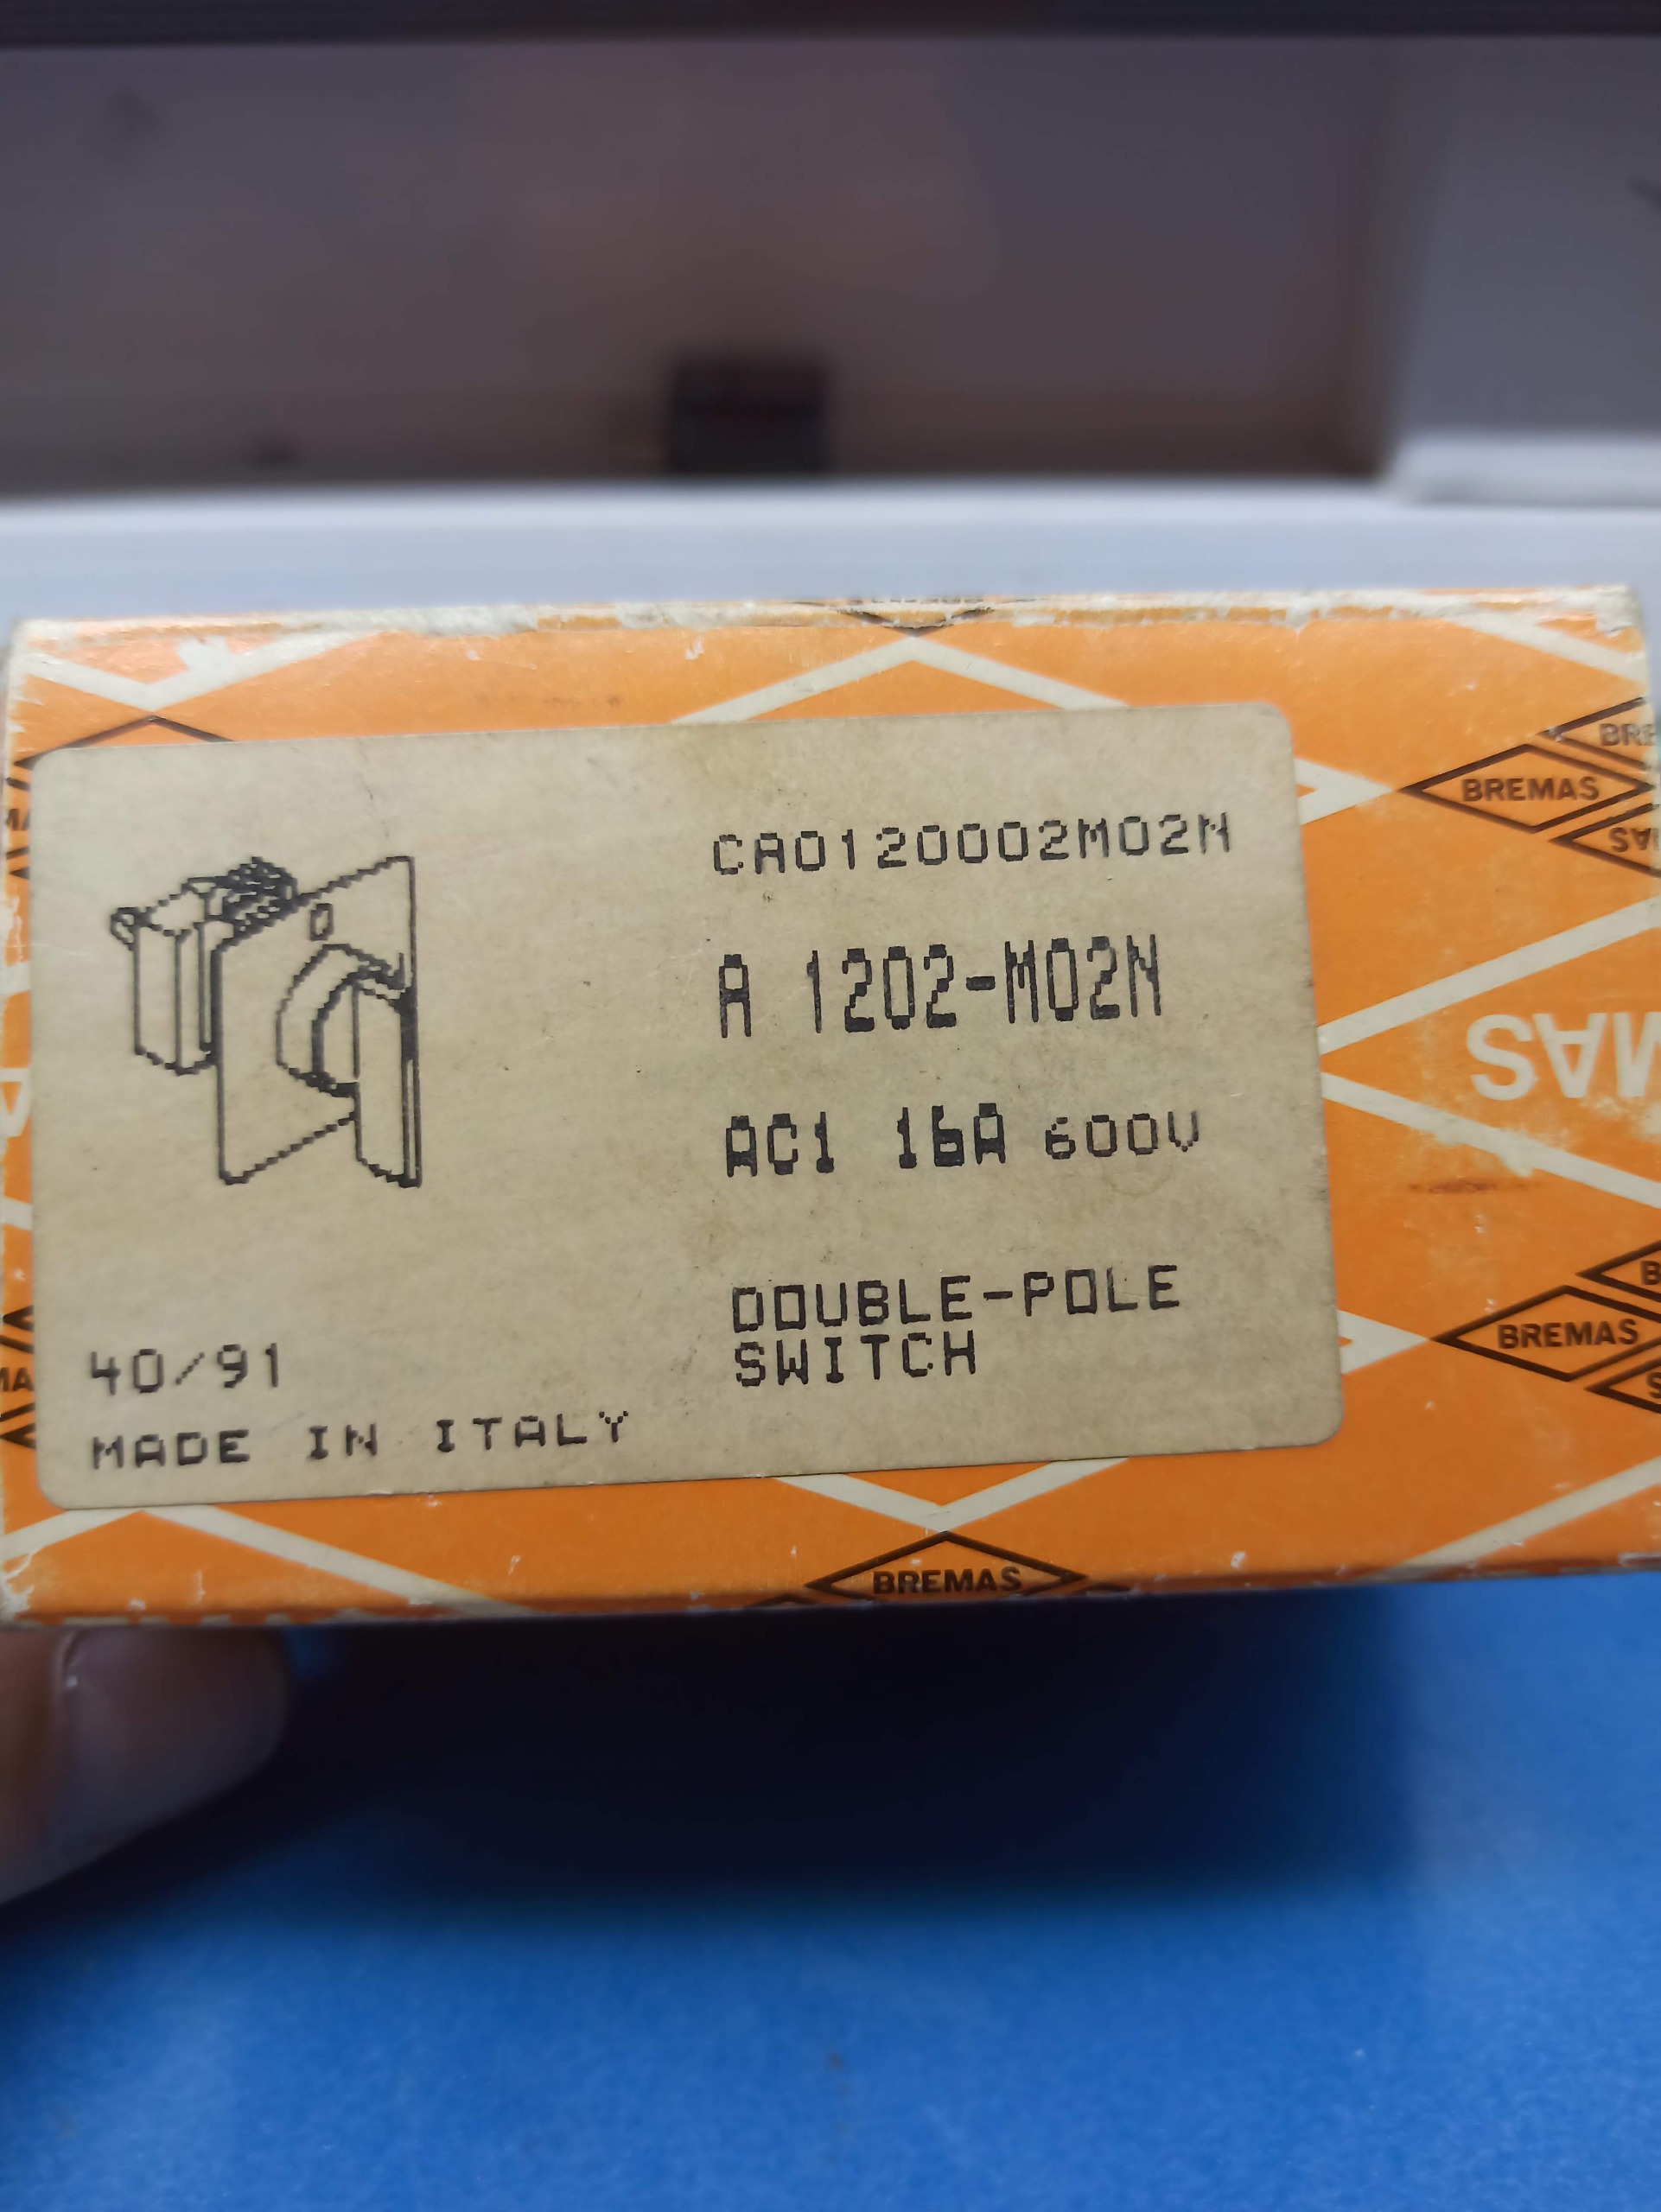 BREMAS
CA0120002M02N
A 1202-M02N
AC1 16A 600V
DOUBLE-POLE
SWITCH
40/91
MADE IN ITALY
BREMAS
BREMAS